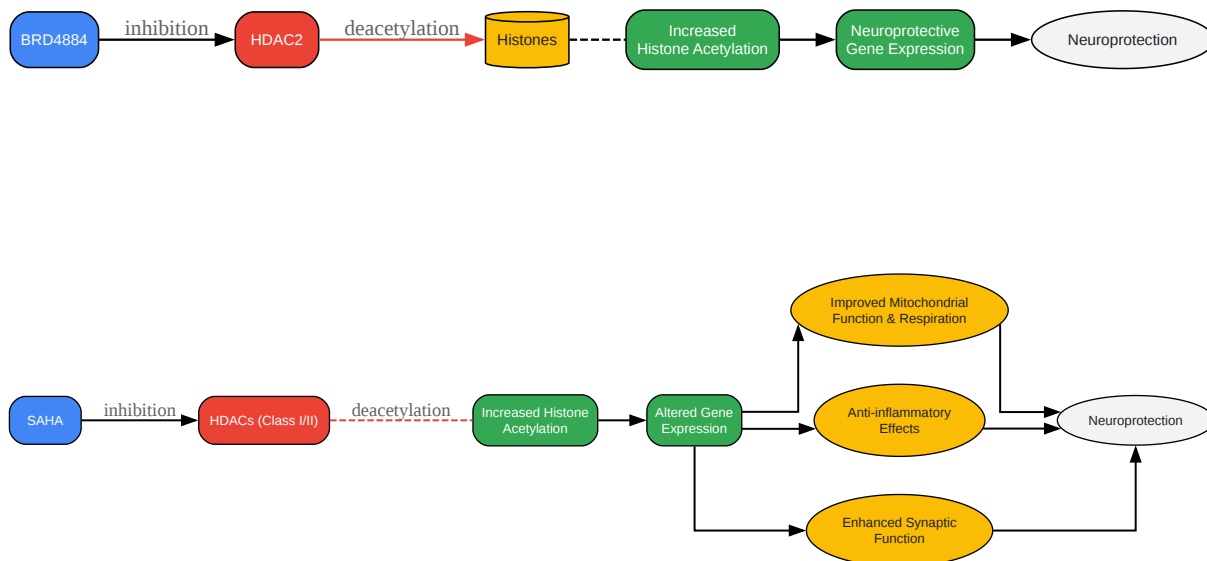 BRD4884
inhibition
HDAC2
deacetylation
Histones
Increased
Histone Acetylation
Neuroprotective
Gene Expression
Neuroprotection
Improved Mitochondrial
Function & Respiration
SAHA
inhibition
HDACs (Class I/II)
deacetylation
Increased Histone
Acetylation
Altered Gene
Expression
Anti-inflammatory
Effects
Neuroprotection
Enhanced Synaptic
Function